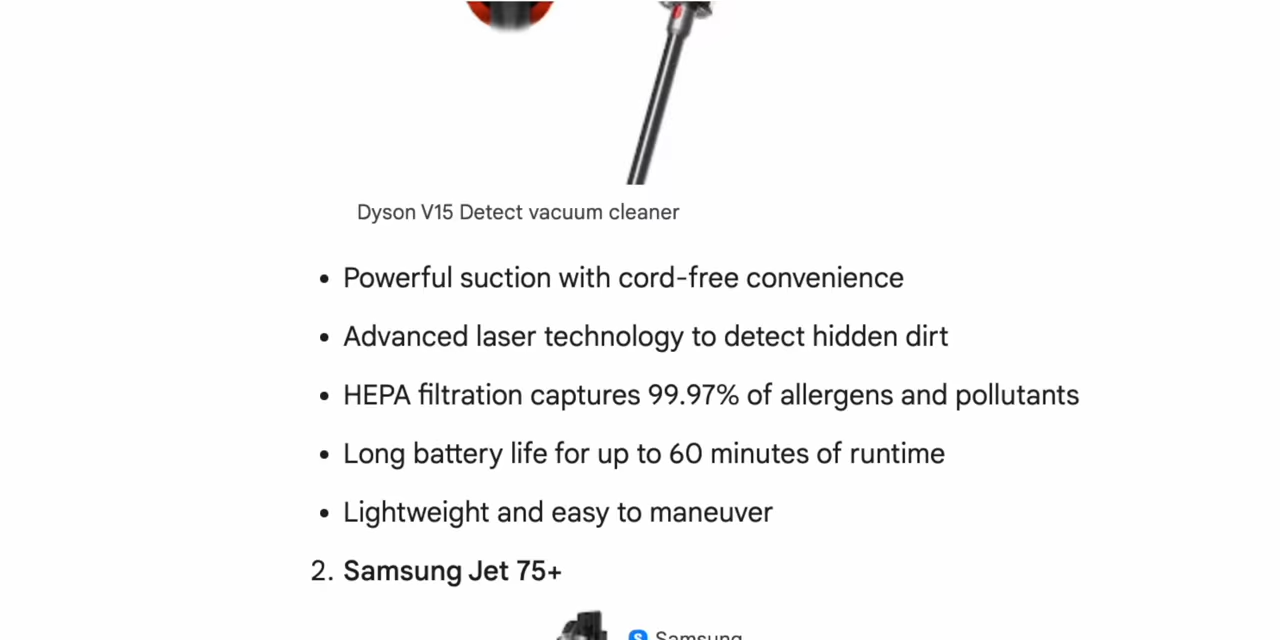 Dyson V15 Detect vacuum cleaner
• Powerful suction with cord-free convenience
• Advanced laser technology to detect hidden dirt
• HEPA filtration captures 99.97% of allergens and pollutants
• Long battery life for up to 60 minutes of runtime
• Lightweight and easy to maneuver
2. Samsung Jet 75+
S Samsung